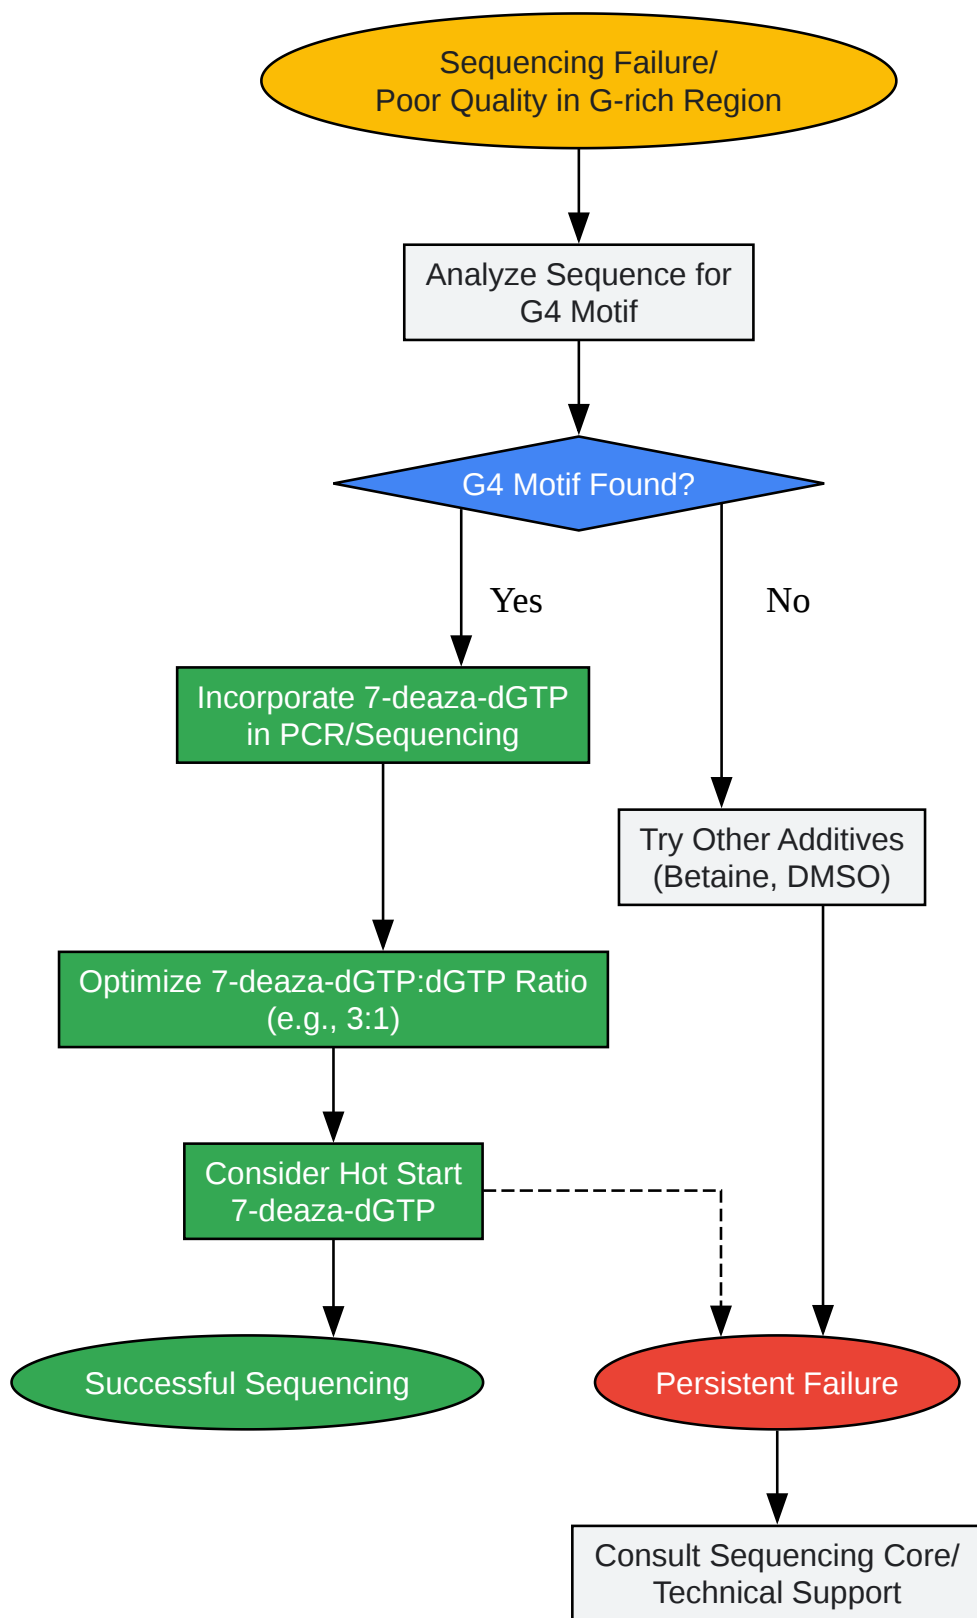 Sequencing Failure/
Poor Quality in G-rich Region
Analyze Sequence for
G4 Motif
G4 Motif Found?
Yes
No
Incorporate 7-deaza-dGTP
in PCR/Sequencing
Try Other Additives
(Betaine, DMSO)
Optimize 7-deaza-dGTP:dGTP Ratio
(e.g., 3:1)
Consider Hot Start
7-deaza-dGTP
Successful Sequencing
Persistent Failure
Consult Sequencing Core/
Technical Support